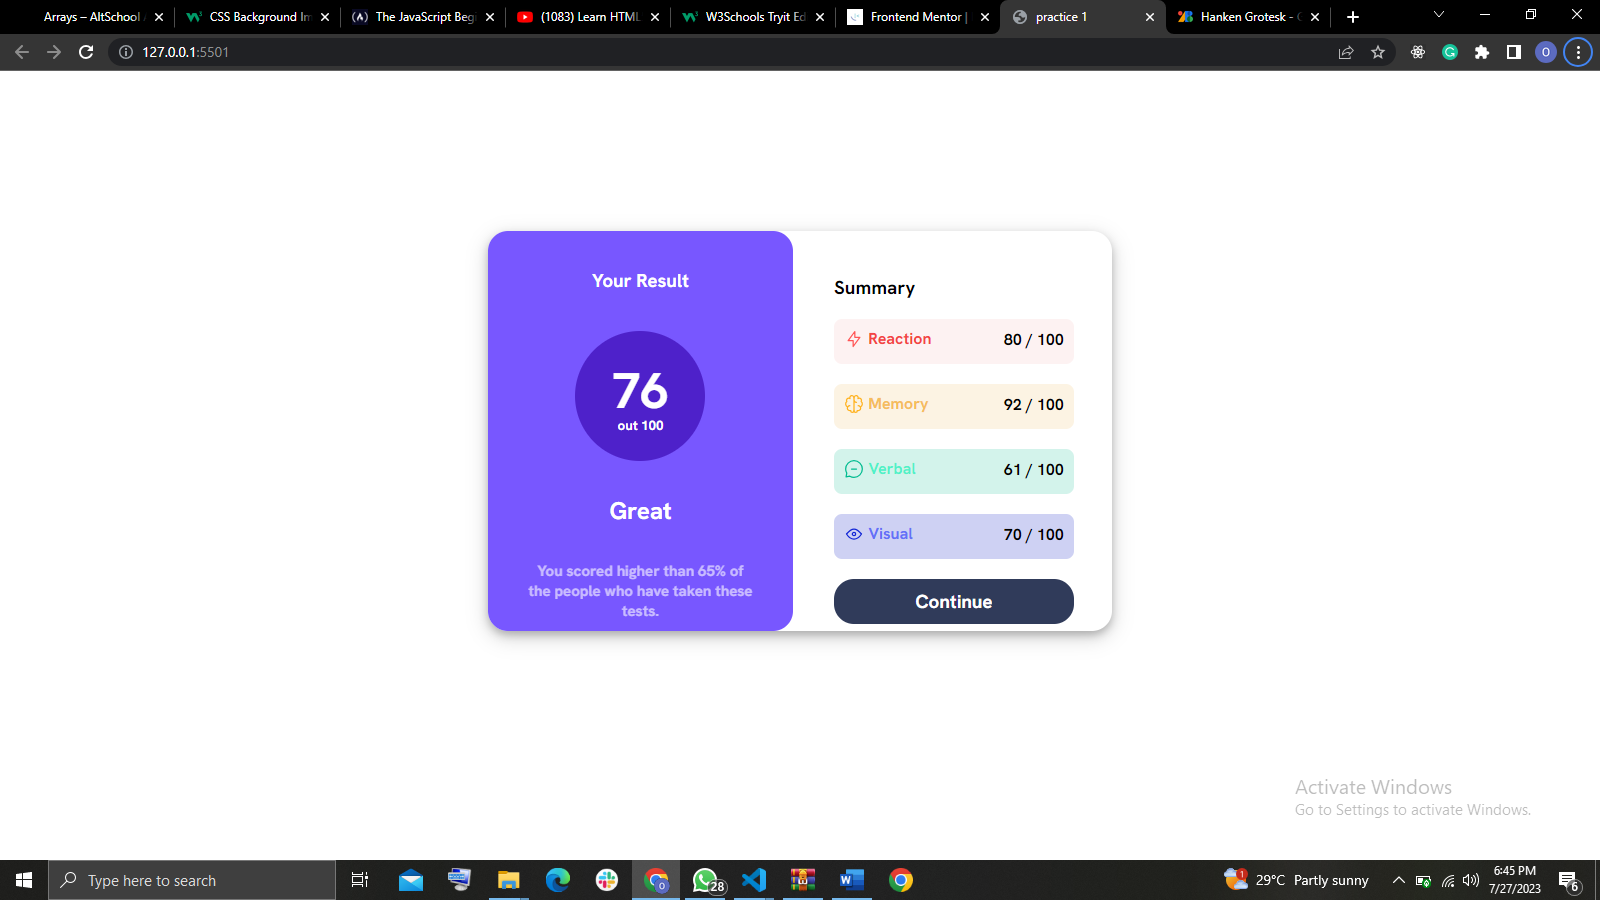 Arrays – AltSchool
CSS Background Im
The JavaScript Beg
(1083) Learn HTML
W3Schools Tryit Ed
Frontend Mentor |
practice 1
Hanken Grotesk -
127.0.0.1:5501
O
Your Result
76
out 100
Great
You scored higher than 65% of
the people who have taken these
tests.
Summary
Reaction 80 / 100
Memory 92 / 100
Verbal 61 / 100
Visual 70 / 100
Continue
Activate Windows
Go to Settings to activate Windows.
Type here to search
28
1
29°C Partly sunny
6:45 PM
7/27/2023
6